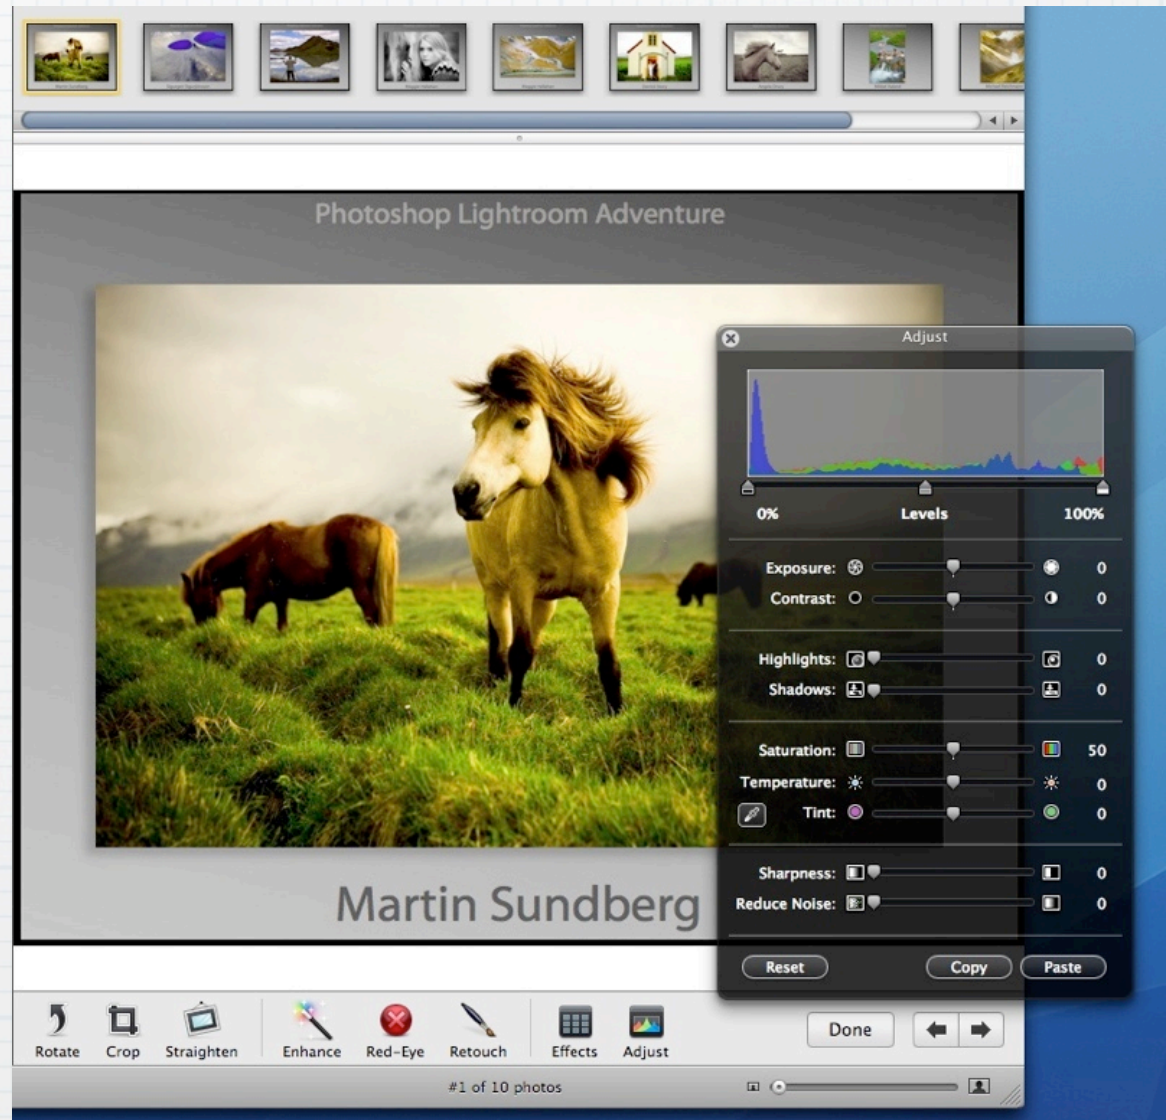 Photoshop Lightroom Adventure
Martin Sundberg
Adjust
0% Levels 100%
Exposure: 0
Contrast: 0
Highlights: 0
Shadows: 0
Saturation: 50
Temperature: 0
Tint: 0
Sharpness: 0
Reduce Noise: 0
Reset Copy Paste
Rotate Crop Straighten Enhance Red-Eye Retouch Effects Adjust Done
#1 of 10 photos